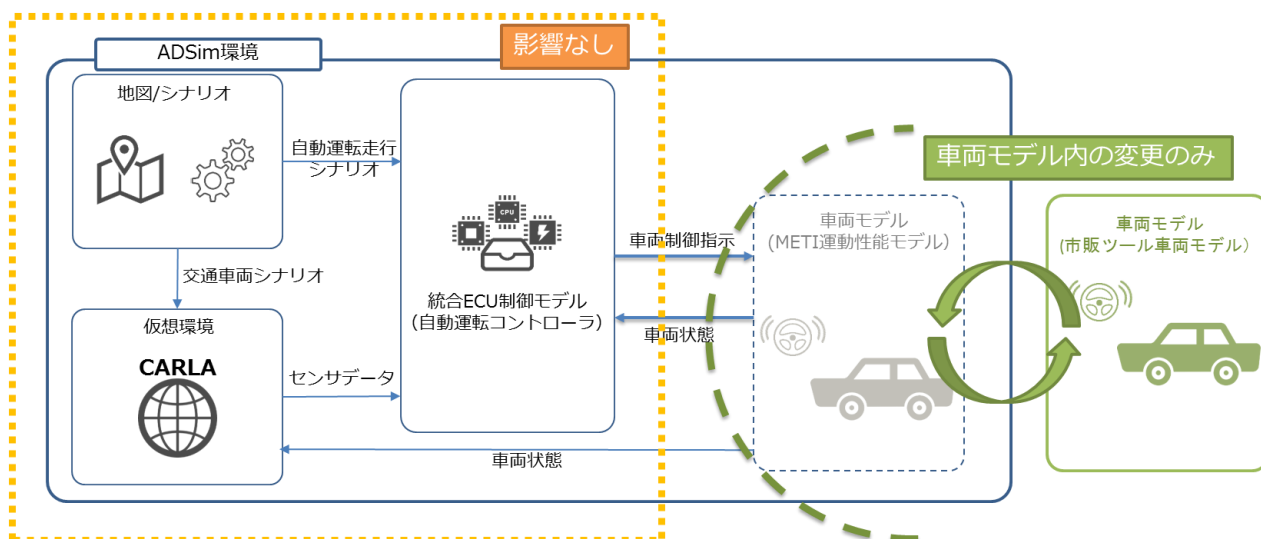 ADSim環境
影響なし
地図/シナリオ
自動運転走行
シナリオ
交通車両シナリオ
仮想環境
CARLA
センサデータ
CPU
統合ECU制御モデル
(自動運転コントローラ)
車両制御指示
車両状態
車両状態
車両モデル
(METI運動性能モデル)
車両モデル内の変更のみ
車両モデル
(市販ツール車両モデル)